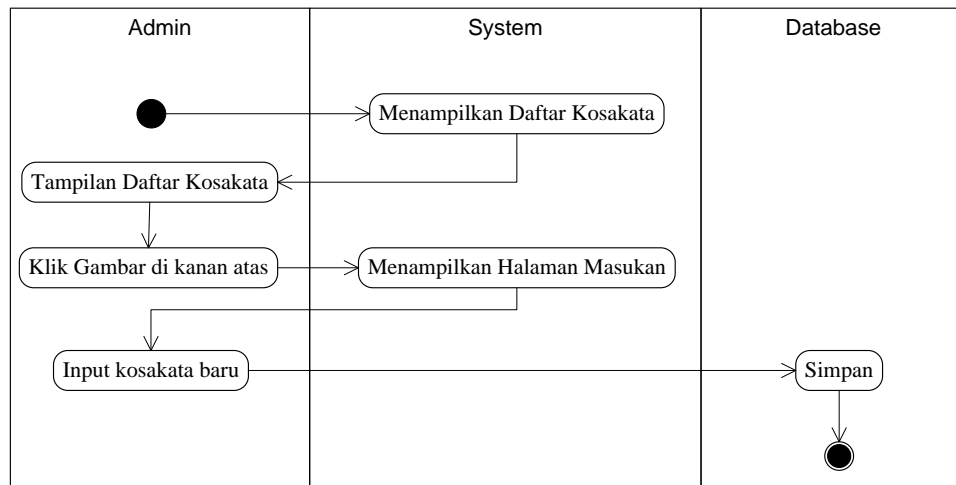 Admin
System
Database
Menampilkan Daftar Kosakata
Tampilan Daftar Kosakata
Klik Gambar di kanan atas
Menampilkan Halaman Masukan
Input kosakata baru
Simpan